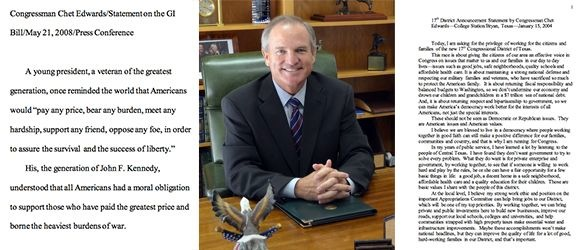 Congressman Chet Edwards/Statement on the GI
Bill/May 21, 2008/Press Conference
A young president, a veteran of the greatest
generation, once reminded the world that Americans
would “pay any price, bear any burden, meet any
hardship, support any friend, oppose any foe, in order
to assure the survival and the success of liberty.”
His, the generation of John F. Kennedy,
understood that all Americans had a moral obligation
to support those who have paid the greatest price and
borne the heaviest burdens of war.
17th District Announcement Statement by Congressman Chet
Edwards—College Station/Bryan, Texas—January 15, 2004
Today, I am asking for the privilege of working for the citizens and
families of the new 17th Congressional District of Texas.
This race is about giving the citizens of our area an effective voice in
Congress on issues that matter to us and our families in our day to day
lives—issues such as good jobs, safe neighborhoods, quality schools and
affordable health care. It is about maintaining a strong national defense and
respecting our military families and veterans, who have sacrificed so much
to protect the American family. It is about returning fiscal responsibility and
balanced budgets to Washington, so we don't undermine our economy and
drown our children and grandchildren in a $7 trillion sea of national debt.
And, it is about returning respect and bipartisanship to government, so we
can make America's democracy work better for the interests of all
Americans, not just the special interests.
These should not be seen as Democratic or Republican issues. They
are American issues and American values.
I believe we are blessed to live in a democracy where people working
together in good faith can still make a positive difference for our families,
communities and country, and that is why I am running for Congress.
In my years of public service, I have learned a lot by listening to the
people of Central Texas. I have found they don't want government to try to
solve every problem. What they do want is for private enterprise and
government, by working together, to see that if someone is willing to work
hard and play by the rules, he or she can have a fair opportunity for a few
basic things in life: a good job, a decent home in a safe neighborhood,
affordable health care and a quality education for their children. Those are
basic values I share with the people of this district.
At the local level, I believe my strong work ethic and position on the
important Appropriations Committee can help bring jobs to our District,
which will be one of my top priorities. By working together, we can bring
private and public investments here to build new businesses, improve our
roads, support our local schools, colleges and universities, and help
communities strapped with high property taxes make essential water and
infrastructure improvements. Maybe those accomplishments won't make
national headlines, but they can improve the quality of life for a lot of good,
hard-working families in our District, and that's important.